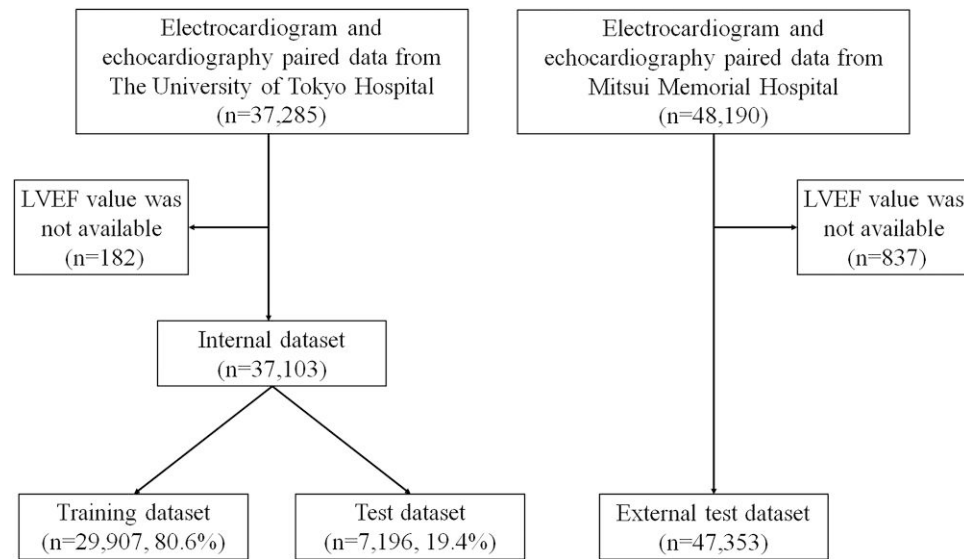 Electrocardiogram and
echocardiography paired data from
The University of Tokyo Hospital
(n=37,285)
Electrocardiogram and
echocardiography paired data from
Mitsui Memorial Hospital
(n=48,190)
LVEF value was
not available
(n=182)
LVEF value was
not available
(n=837)
Internal dataset
(n=37,103)
Training dataset
(n=29,907, 80.6%)
Test dataset
(n=7,196, 19.4%)
External test dataset
(n=47,353)